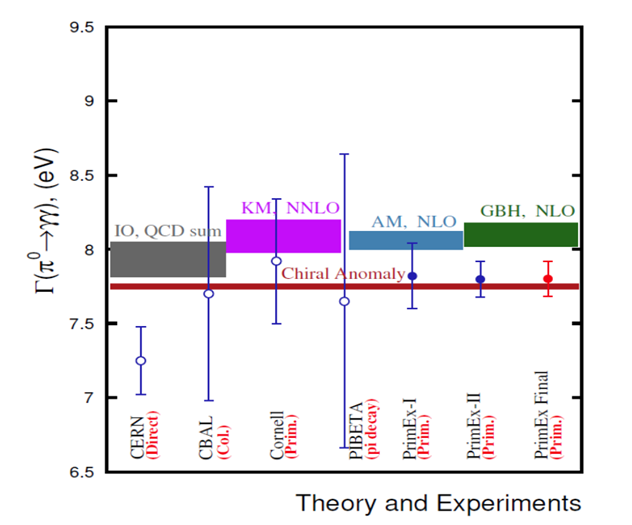 9.5
9
8.5
8
7.5
7
6.5
Γ(π⁰→γγ), (eV)
IO, QCD sum
KM, NNLO
AM, NLO
GBH, NLO
Chiral Anomaly
CERN
(Direct)
CBAL
(Col.)
Cornell
(Prim.)
PIBETA
(pi decay)
PrimEx-I
(Prim.)
PrimEx-II
(Prim.)
PrimEx Final
(Prim.)
Theory and Experiments